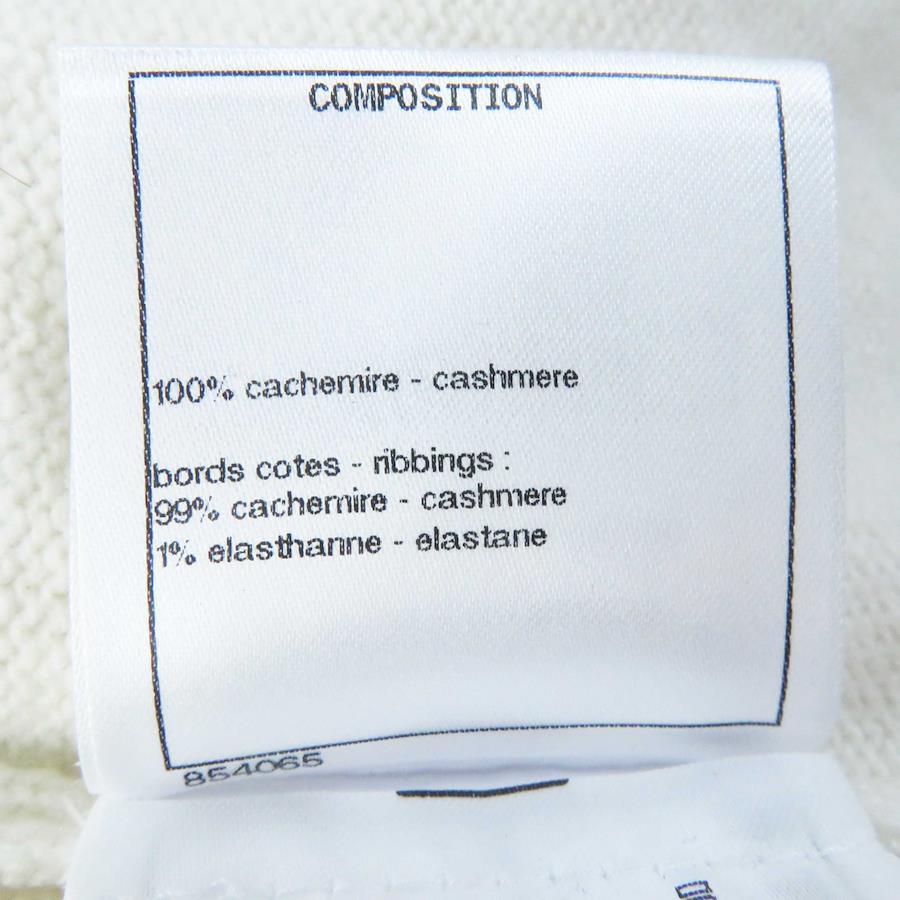 COMPOSITION
100% cachemire - cashmere
bords cotes - ribbings :
99% cachemire - cashmere
1% elasthanne - elastane
854065